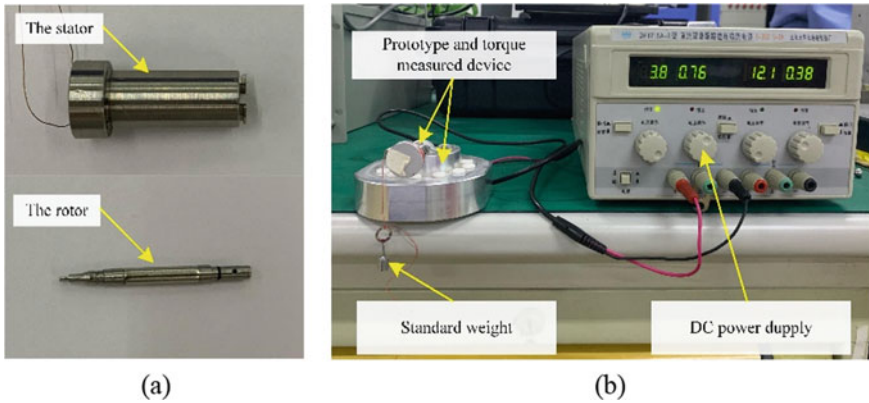 The stator
The rotor
(a)
Prototype and torque
measured device
3.8 0.76 12.1 0.38
Standard weight
DC power dupply
(b)